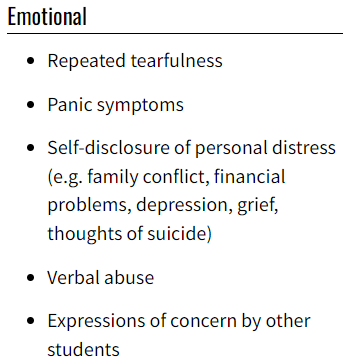 Emotional
• Repeated tearfulness
• Panic symptoms
• Self-disclosure of personal distress
(e.g. family conflict, financial
problems, depression, grief,
thoughts of suicide)
• Verbal abuse
• Expressions of concern by other
students